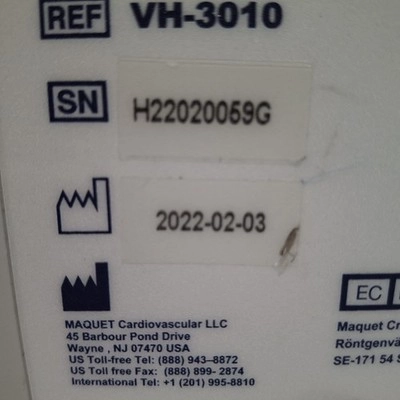 REF VH-3010
SN H22020059G
2022-02-03
MAQUET Cardiovascular LLC
45 Barbour Pond Drive
Wayne , NJ 07470 USA
US Toll-free Tel: (888) 943–8872
US Toll free Fax: (888) 899- 2874
International Tel: +1 (201) 995-8810
EC
Maquet Cr
Röntgenvä
SE-171 54 S